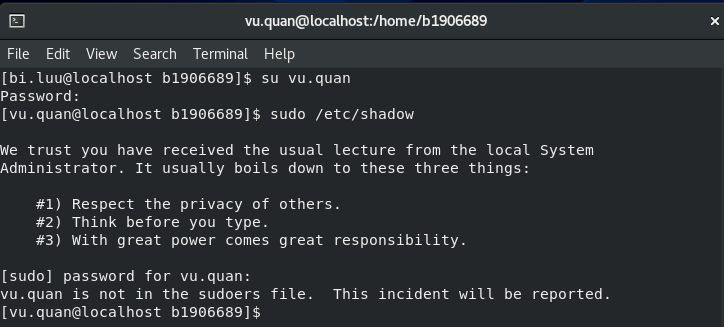 vu.quan@localhost:/home/b1906689
File Edit View Search Terminal Help
[bi.luu@localhost b1906689]$ su vu.quan
Password:
[vu.quan@localhost b1906689]$ sudo /etc/shadow
We trust you have received the usual lecture from the local System
Administrator. It usually boils down to these three things:
#1) Respect the privacy of others.
#2) Think before you type.
#3) With great power comes great responsibility.
[sudo] password for vu.quan:
vu.quan is not in the sudoers file.  This incident will be reported.
[vu.quan@localhost b1906689]$